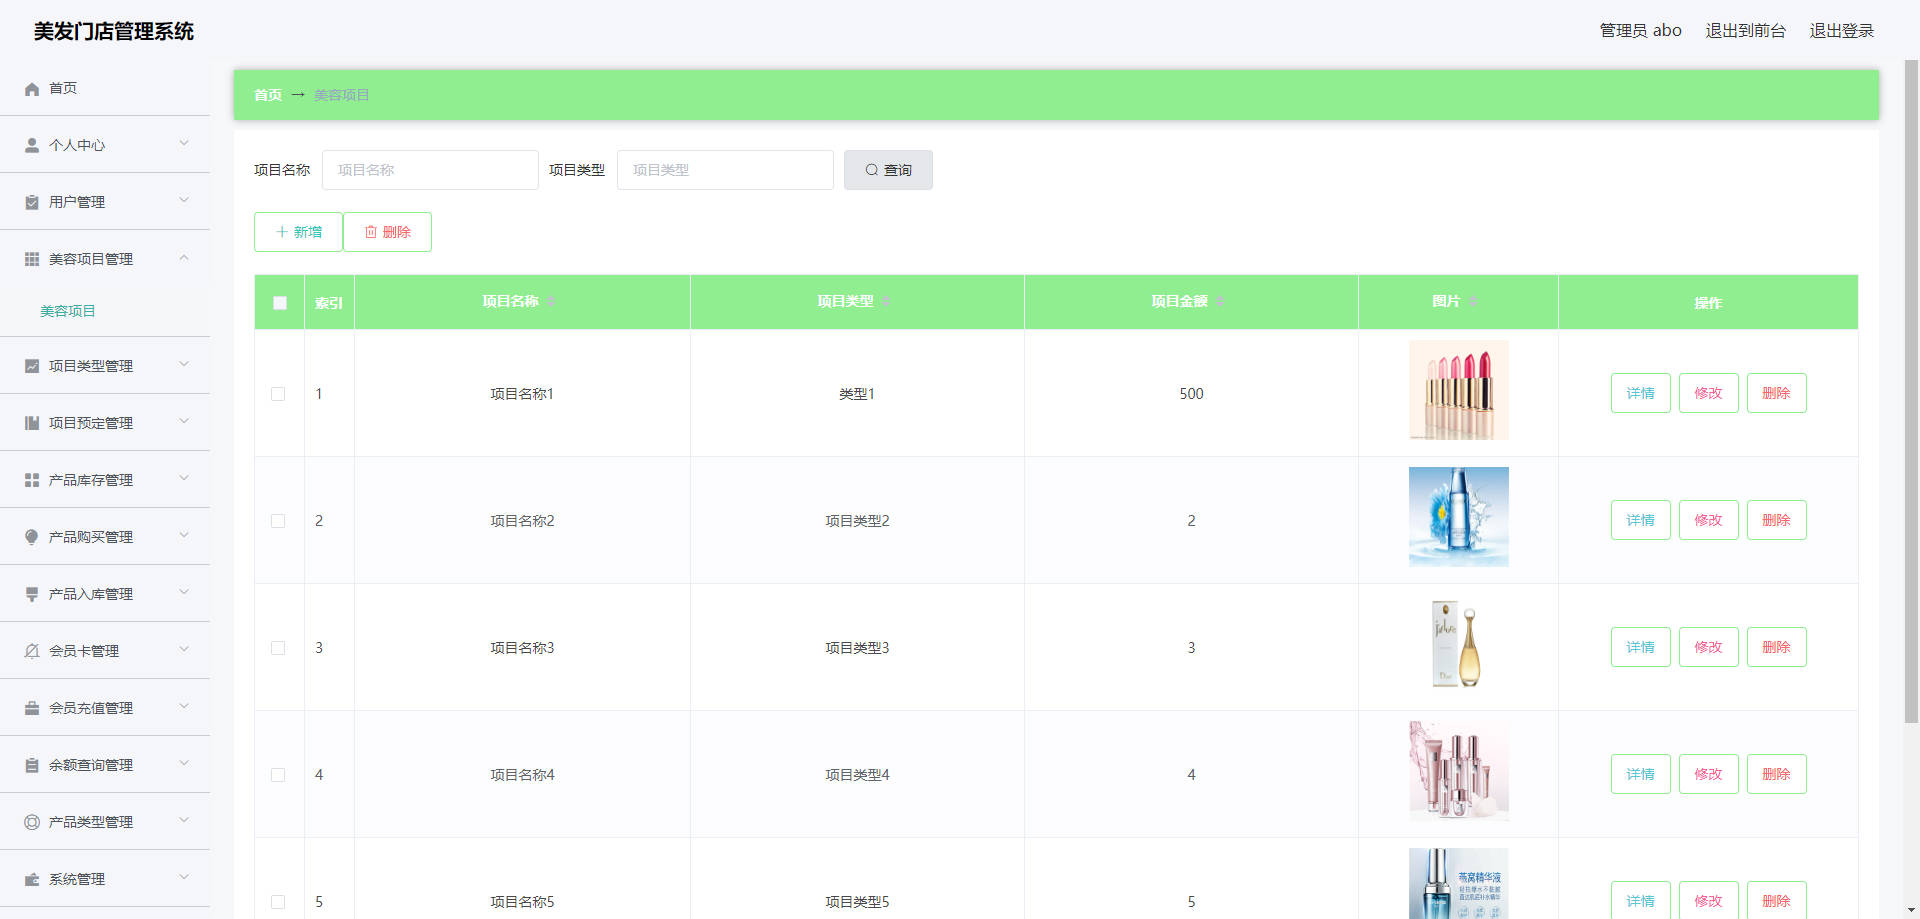 美发门店管理系统
管理员 abo 退出到前台 退出登录
首页
个人中心
用户管理
美容项目管理
美容项目
项目类型管理
项目预定管理
产品库存管理
产品购买管理
产品入库管理
会员卡管理
会员充值管理
余额查询管理
产品类型管理
系统管理
首页 → 美容项目
项目名称 项目名称 项目类型 项目类型 查询
新增 删除
索引 项目名称 项目类型 项目金额 图片 操作
1 项目名称1 类型1 500 详情 修改 删除
2 项目名称2 项目类型2 2 详情 修改 删除
3 项目名称3 项目类型3 3 详情 修改 删除
4 项目名称4 项目类型4 4 详情 修改 删除
5 项目名称5 项目类型5 5 详情 修改 删除
燕窝精华液